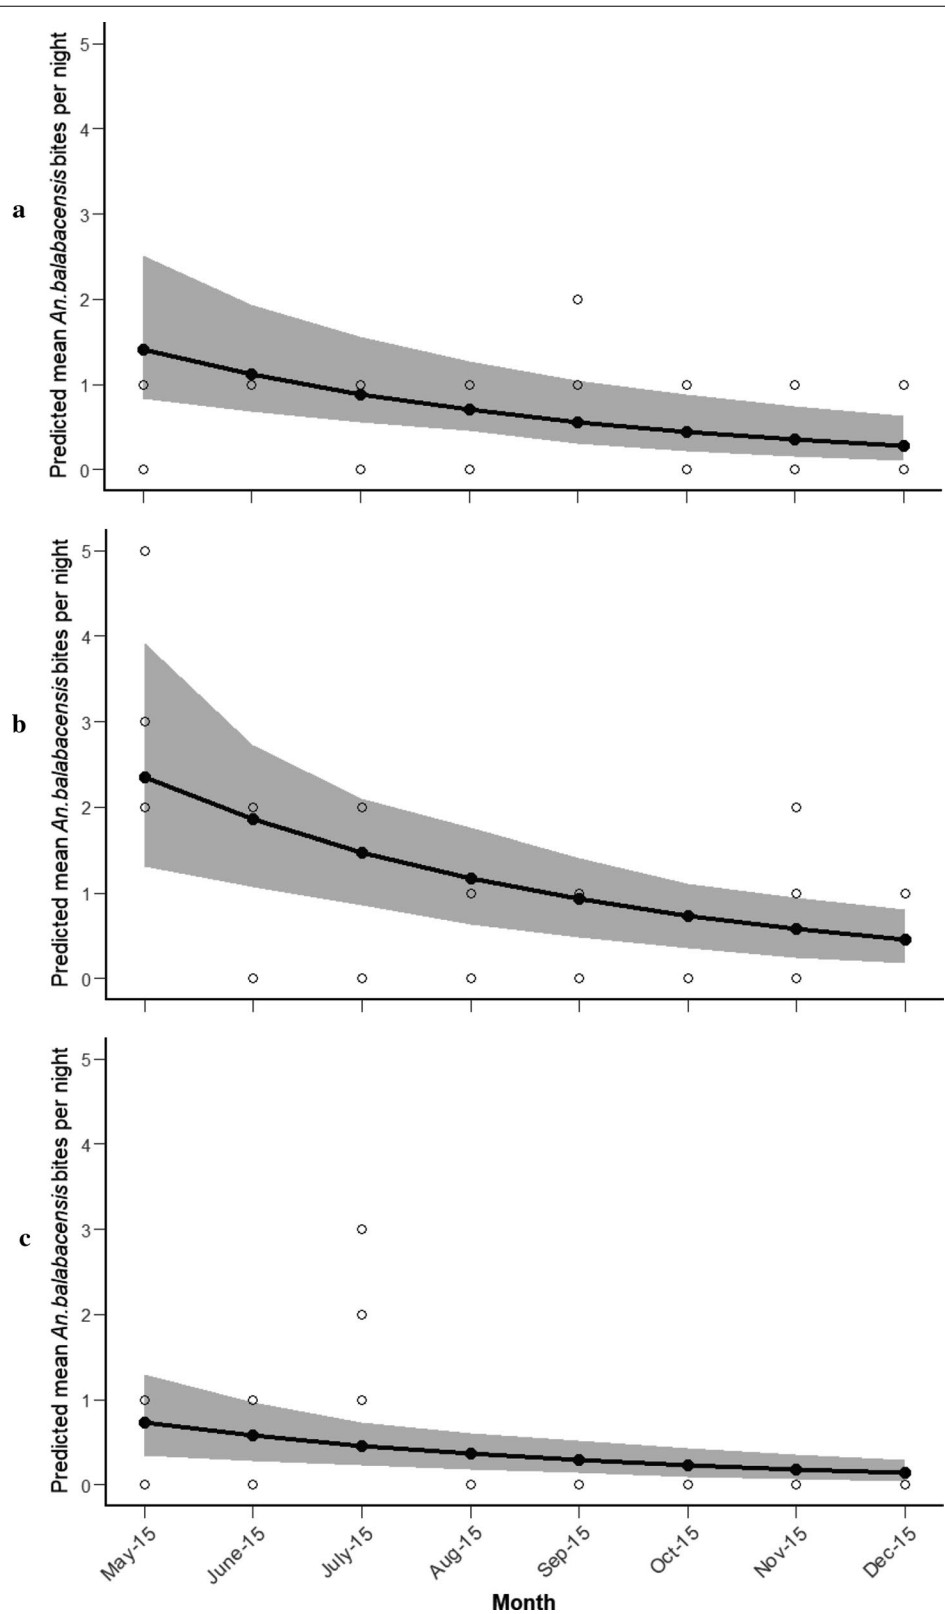 a
Predicted mean An.balabacensis bites per night
5
4
3
2
1
0
b
Predicted mean An.balabacensis bites per night
5
4
3
2
1
0
c
Predicted mean An.balabacensis bites per night
5
4
3
2
1
0
May-15 June-15 July-15 Aug-15 Sep-15 Oct-15 Nov-15 Dec-15
Month